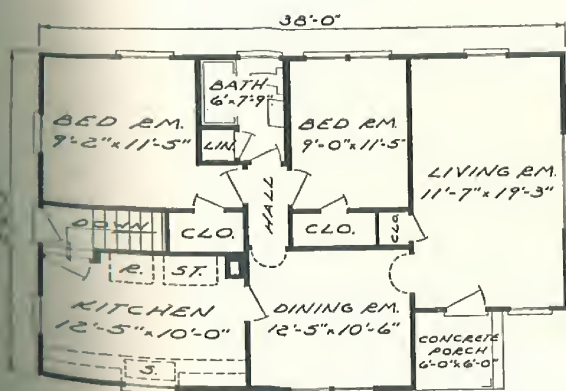 38'-0"
BATH
6'x7'-9"
BED RM.
9'-2"x11'-5"
LIN.
BED RM.
9'-0"x11'-5"
LIVING RM.
11'-7"x19'-3"
HALL
DOWN
CLO.
CLO.
CLO
R.
ST.
KITCHEN
12'-5"x10'-0"
DINING RM.
12'-5"x10'-6"
S.
CONCRETE
PORCH
6'-0"x6'-0"